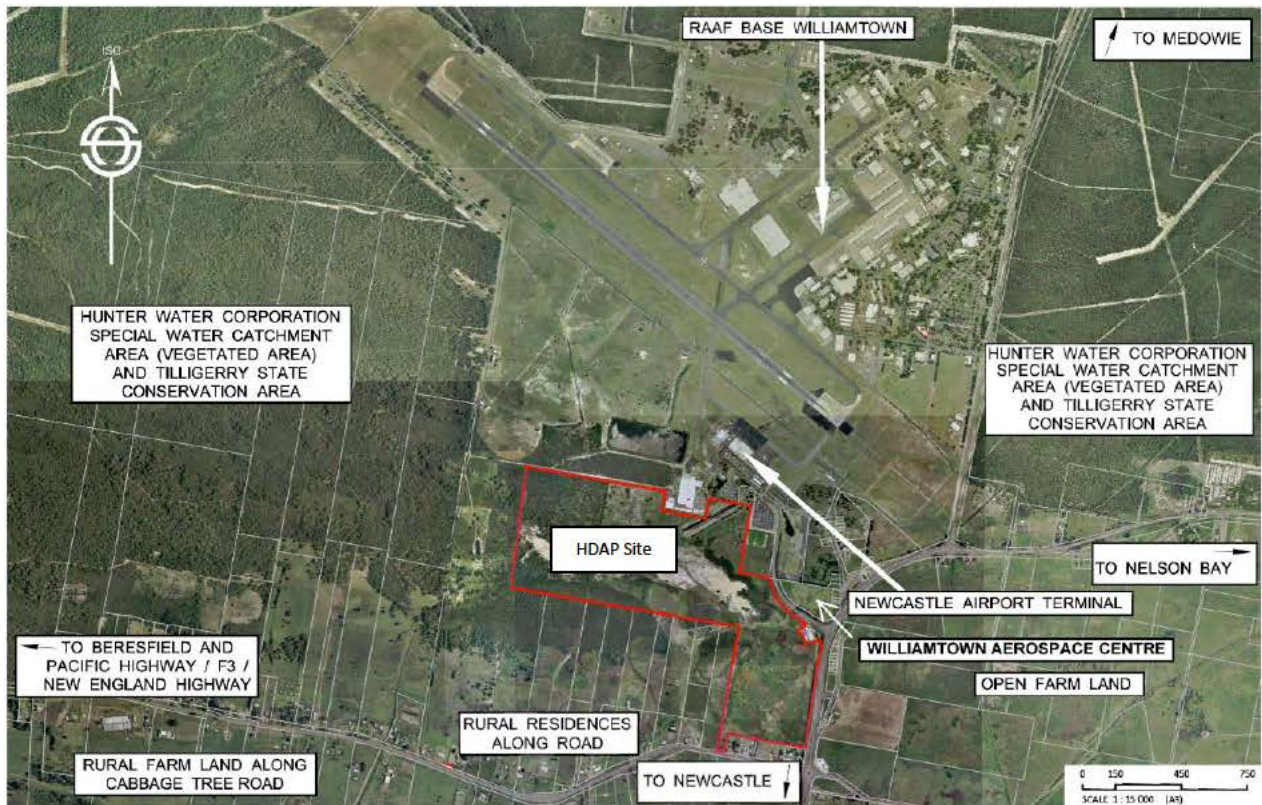 RAAF BASE WILLIAMTOWN
TO MEDOWIE
HUNTER WATER CORPORATION
SPECIAL WATER CATCHMENT
AREA (VEGETATED AREA)
AND TILLIGERRY STATE
CONSERVATION AREA
HUNTER WATER CORPORATION
SPECIAL WATER CATCHMENT
AREA (VEGETATED AREA)
AND TILLIGERRY STATE
CONSERVATION AREA
HDAP Site
TO NELSON BAY
NEWCASTLE AIRPORT TERMINAL
WILLIAMTOWN AEROSPACE CENTRE
OPEN FARM LAND
TO BERESFIELD AND
PACIFIC HIGHWAY / F3 /
NEW ENGLAND HIGHWAY
RURAL RESIDENCES
ALONG ROAD
RURAL FARM LAND ALONG
CABBAGE TREE ROAD
TO NEWCASTLE
0 150 450 750
SCALE 1 : 15 000 (A3)